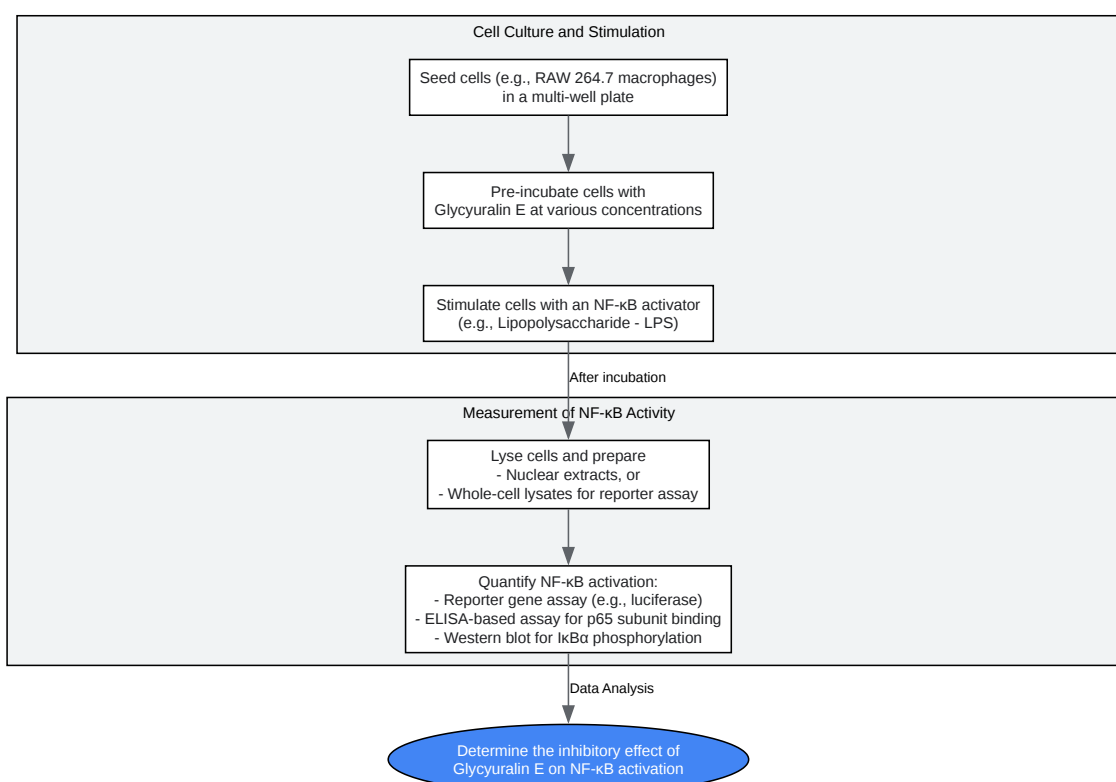 Cell Culture and Stimulation
Seed cells (e.g., RAW 264.7 macrophages)
in a multi-well plate
Pre-incubate cells with
Glycyuralin E at various concentrations
Stimulate cells with an NF-κB activator
(e.g., Lipopolysaccharide - LPS)
After incubation
Measurement of NF-κB Activity
Lyse cells and prepare
- Nuclear extracts, or
- Whole-cell lysates for reporter assay
Quantify NF-κB activation:
- Reporter gene assay (e.g., luciferase)
- ELISA-based assay for p65 subunit binding
- Western blot for IκBα phosphorylation
Data Analysis
Determine the inhibitory effect of
Glycyuralin E on NF-κB activation